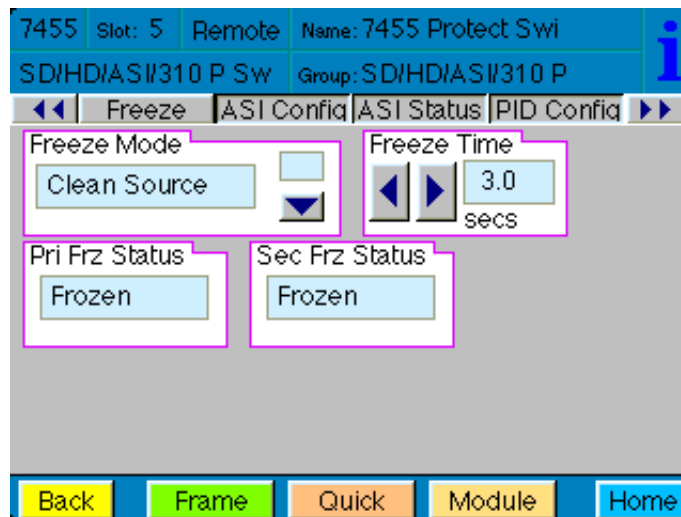 7455 Slot: 5 Remote Name: 7455 Protect Swi
SD/HD/ASI/310 P Sw Group: SD/HD/ASI/310 P
i
Freeze ASI Config ASI Status PID Config
Freeze Mode Freeze Time
Clean Source 3.0
secs
Pri Frz Status Sec Frz Status
Frozen Frozen
Back Frame Quick Module Home